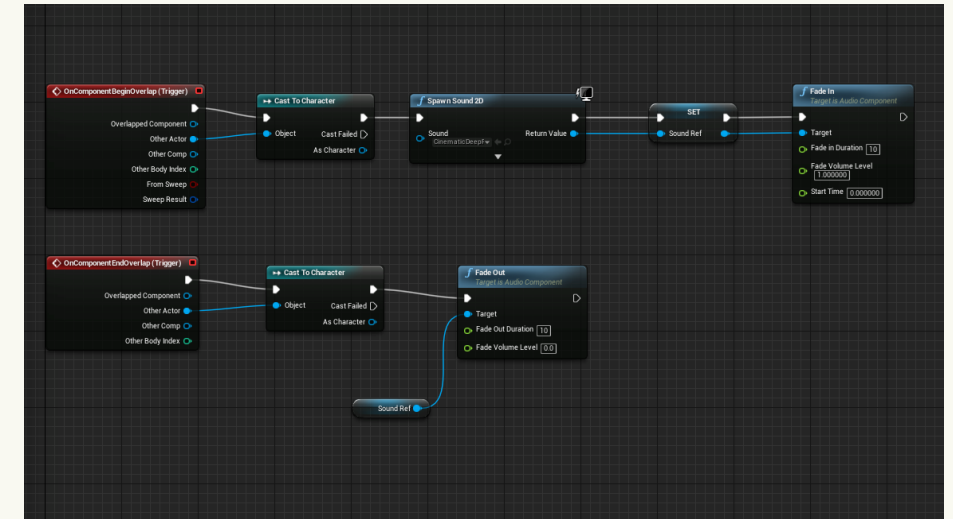 OnComponentBeginOverlap (Trigger)
Overlapped Component
Other Actor
Other Comp
Other Body Index
From Sweep
Sweep Result
Cast To Character
Object
Cast Failed
As Character
Spawn Sound 2D
Sound
CinematicDeepF
Return Value
SET
Sound Ref
Fade In
Target is Audio Component
Target
Fade in Duration 10
Fade Volume Level
1.000000
Start Time 0.000000
OnComponentEndOverlap (Trigger)
Overlapped Component
Other Actor
Other Comp
Other Body Index
Cast To Character
Object
Cast Failed
As Character
Fade Out
Target is Audio Component
Target
Fade Out Duration 10
Fade Volume Level 0.0
Sound Ref